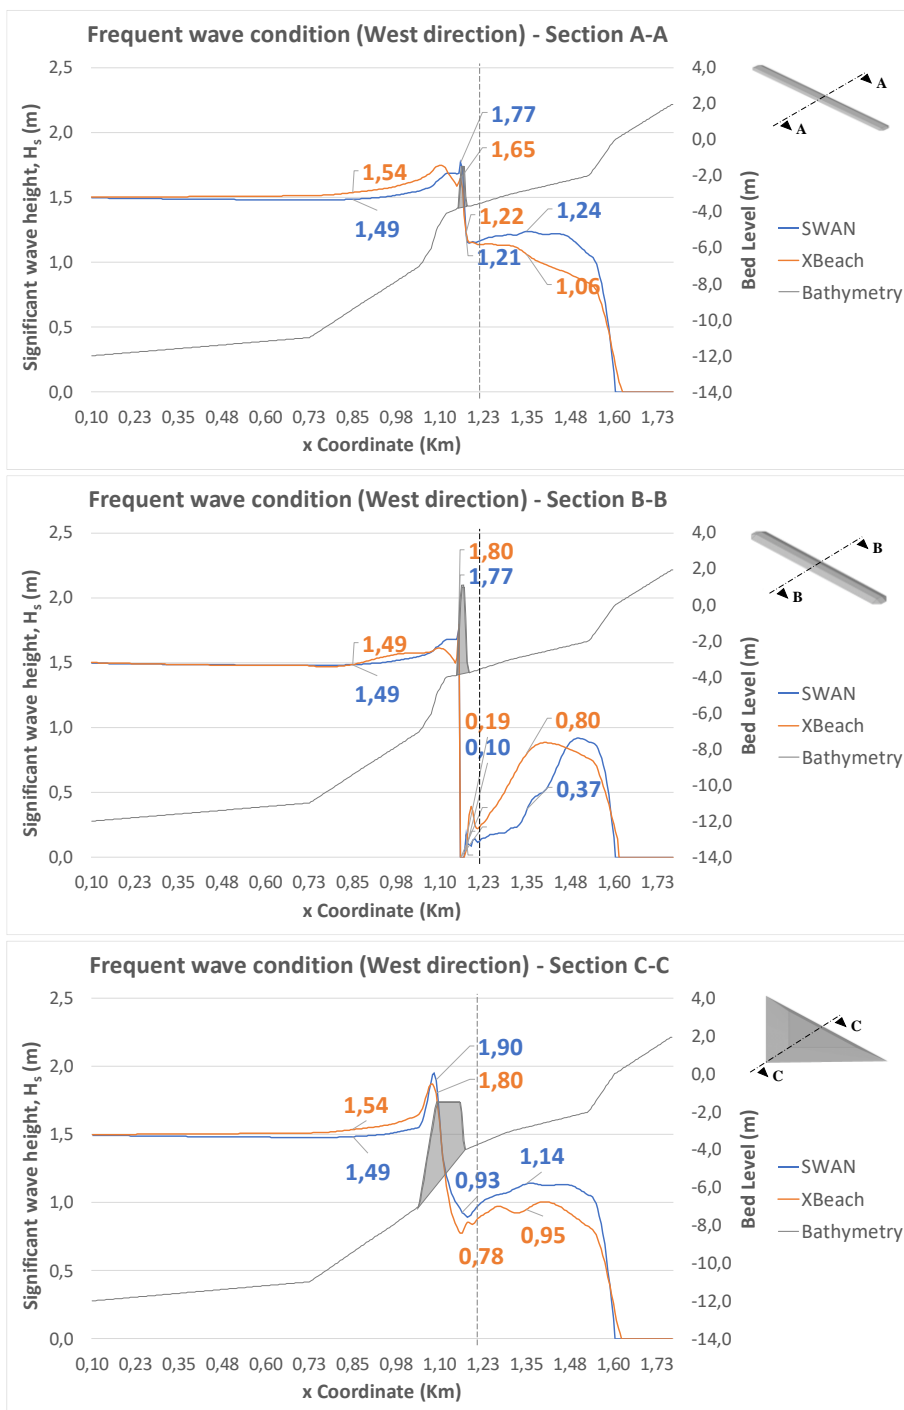 Frequent wave condition (West direction) - Section A-A
2,5
2,0
1,5
1,0
0,5
0,0
Significant wave height, Hs (m)
1,54
1,49
1,77
1,65
1,22
1,21
1,24
1,06
4,0
2,0
0,0
-2,0
-4,0
-6,0
-8,0
-10,0
-12,0
-14,0
Bed Level (m)
0,10 0,23 0,35 0,48 0,60 0,73 0,85 0,98 1,10 1,23 1,35 1,48 1,60 1,73
x Coordinate (Km)
A
A
SWAN
XBeach
Bathymetry
Frequent wave condition (West direction) - Section B-B
2,5
2,0
1,5
1,0
0,5
0,0
Significant wave height, Hs (m)
1,49
1,49
1,80
1,77
0,19
0,10
0,80
0,37
4,0
2,0
0,0
-2,0
-4,0
-6,0
-8,0
-10,0
-12,0
-14,0
Bed Level (m)
0,10 0,23 0,35 0,48 0,60 0,73 0,85 0,98 1,10 1,23 1,35 1,48 1,60 1,73
x Coordinate (Km)
B
B
SWAN
XBeach
Bathymetry
Frequent wave condition (West direction) - Section C-C
2,5
2,0
1,5
1,0
0,5
0,0
Significant wave height, Hs (m)
1,54
1,49
1,90
1,80
0,93
0,78
1,14
0,95
4,0
2,0
0,0
-2,0
-4,0
-6,0
-8,0
-10,0
-12,0
-14,0
Bed Level (m)
0,10 0,23 0,35 0,48 0,60 0,73 0,85 0,98 1,10 1,23 1,35 1,48 1,60 1,73
x Coordinate (Km)
C
C
SWAN
XBeach
Bathymetry